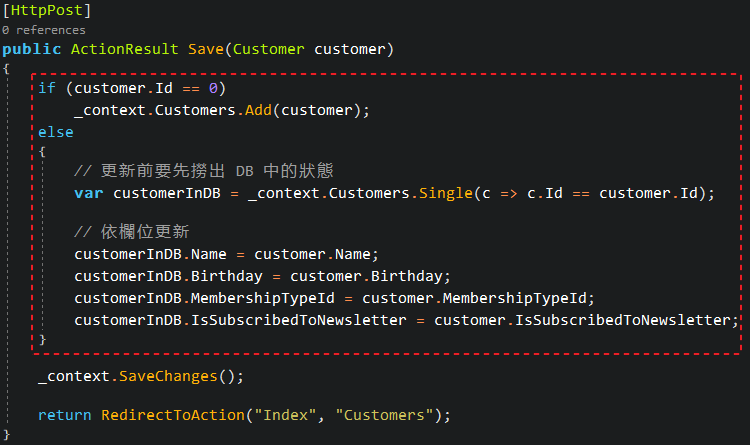 [HttpPost]
0 references
public ActionResult Save(Customer customer)
{
if (customer.Id == 0)
_context.Customers.Add(customer);
else
{
// 更新前要先撈出 DB 中的狀態
var customerInDB = _context.Customers.Single(c => c.Id == customer.Id);
// 依欄位更新
customerInDB.Name = customer.Name;
customerInDB.Birthday = customer.Birthday;
customerInDB.MembershipTypeId = customer.MembershipTypeId;
customerInDB.IsSubscribedToNewsletter = customer.IsSubscribedToNewsletter;
}
_context.SaveChanges();
return RedirectToAction("Index", "Customers");
}